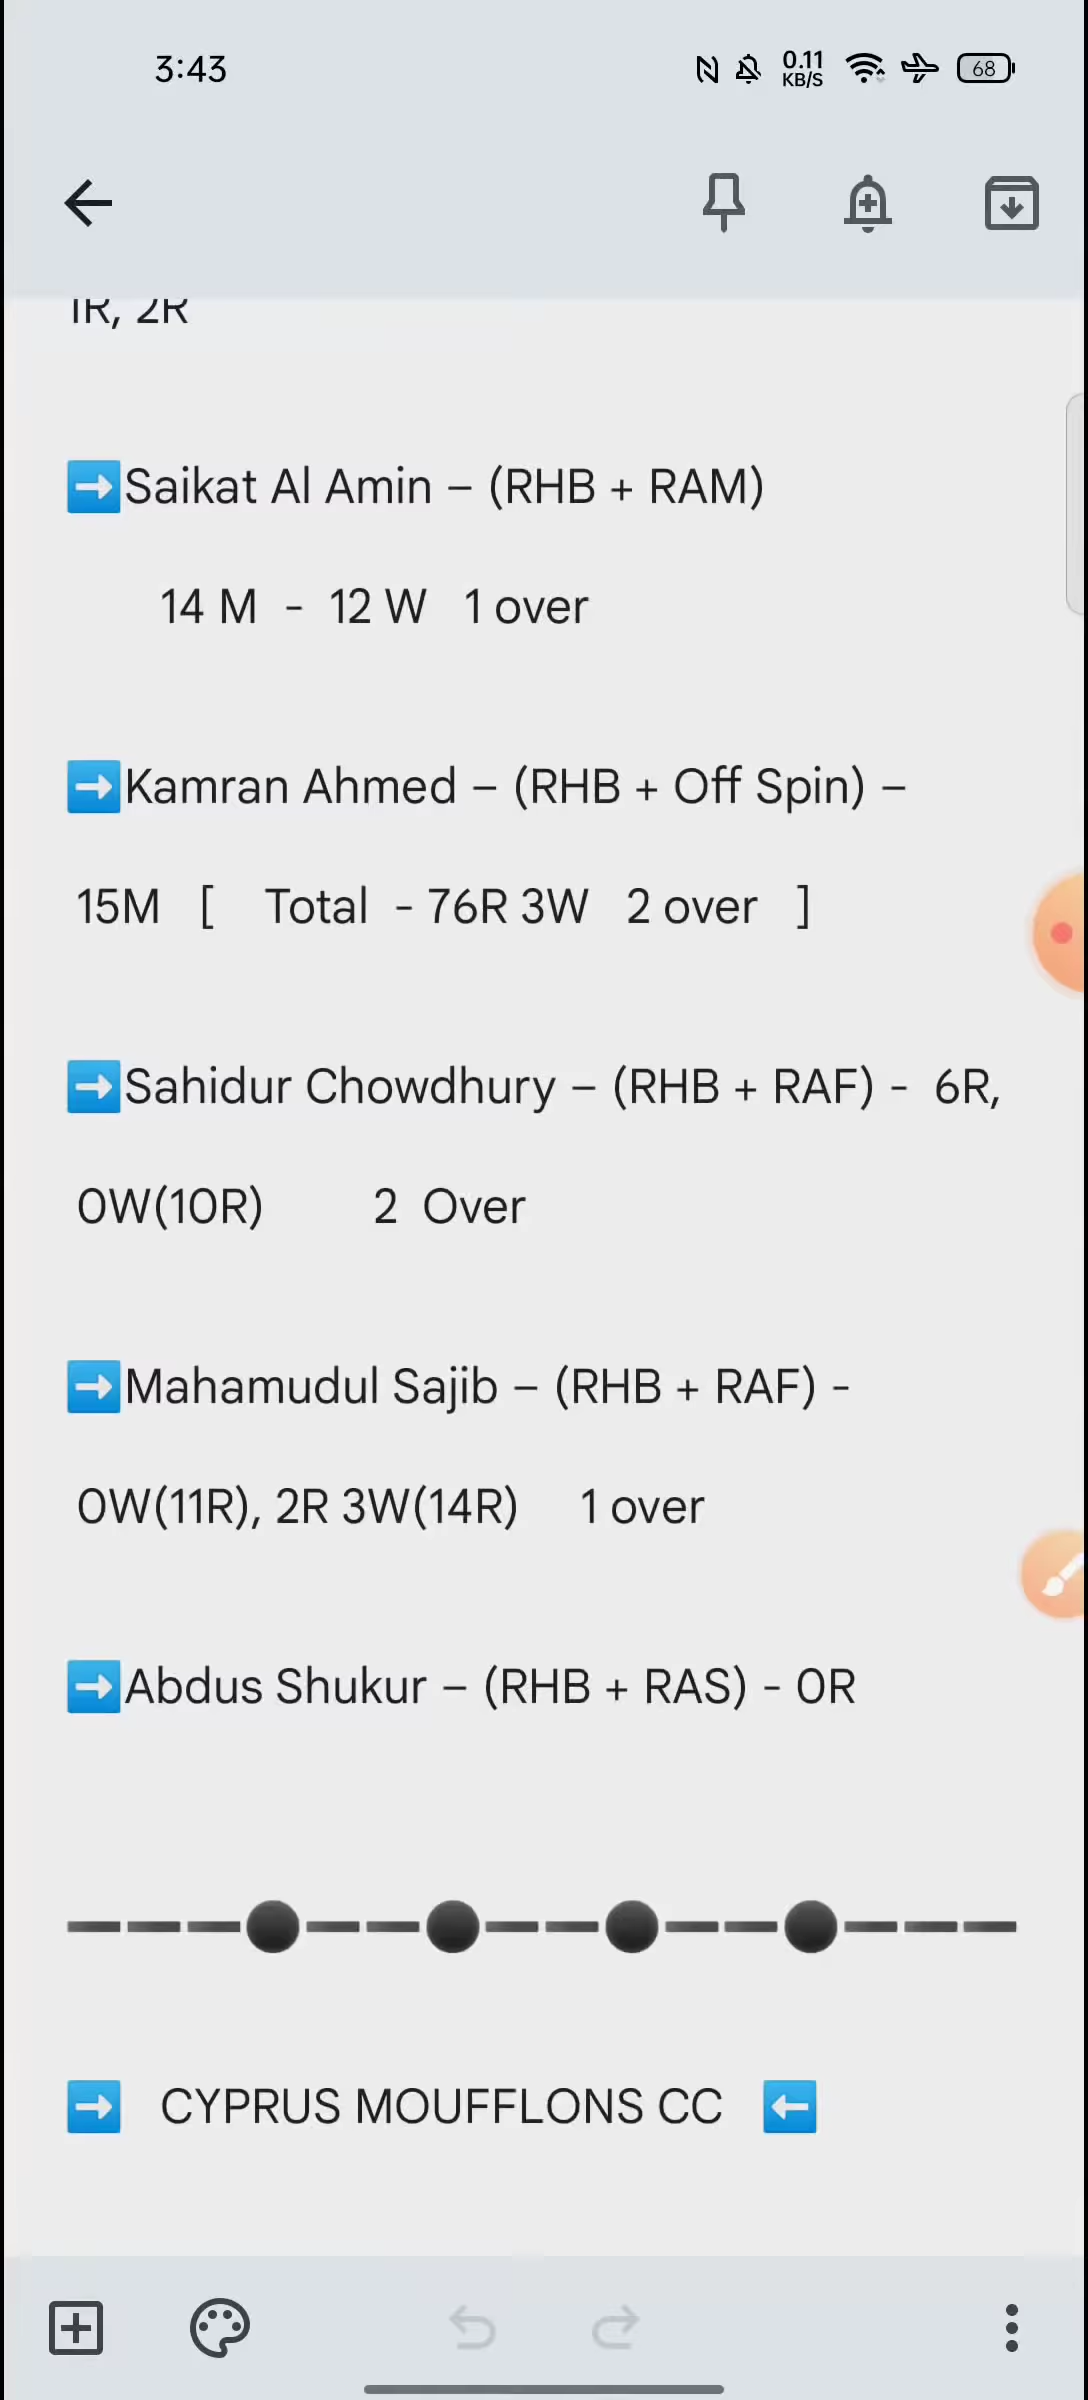 3:43
0.11
KB/S
68
1R, 2R
➡️Saikat Al Amin – (RHB + RAM)
14 M - 12 W 1 over
➡️Kamran Ahmed – (RHB + Off Spin) –
15M [ Total - 76R 3W 2 over ]
➡️Sahidur Chowdhury – (RHB + RAF) - 6R,
0W(10R) 2 Over
➡️Mahamudul Sajib – (RHB + RAF) -
0W(11R), 2R 3W(14R) 1 over
➡️Abdus Shukur – (RHB + RAS) - 0R
➡️ CYPRUS MOUFFLONS CC ⬅️